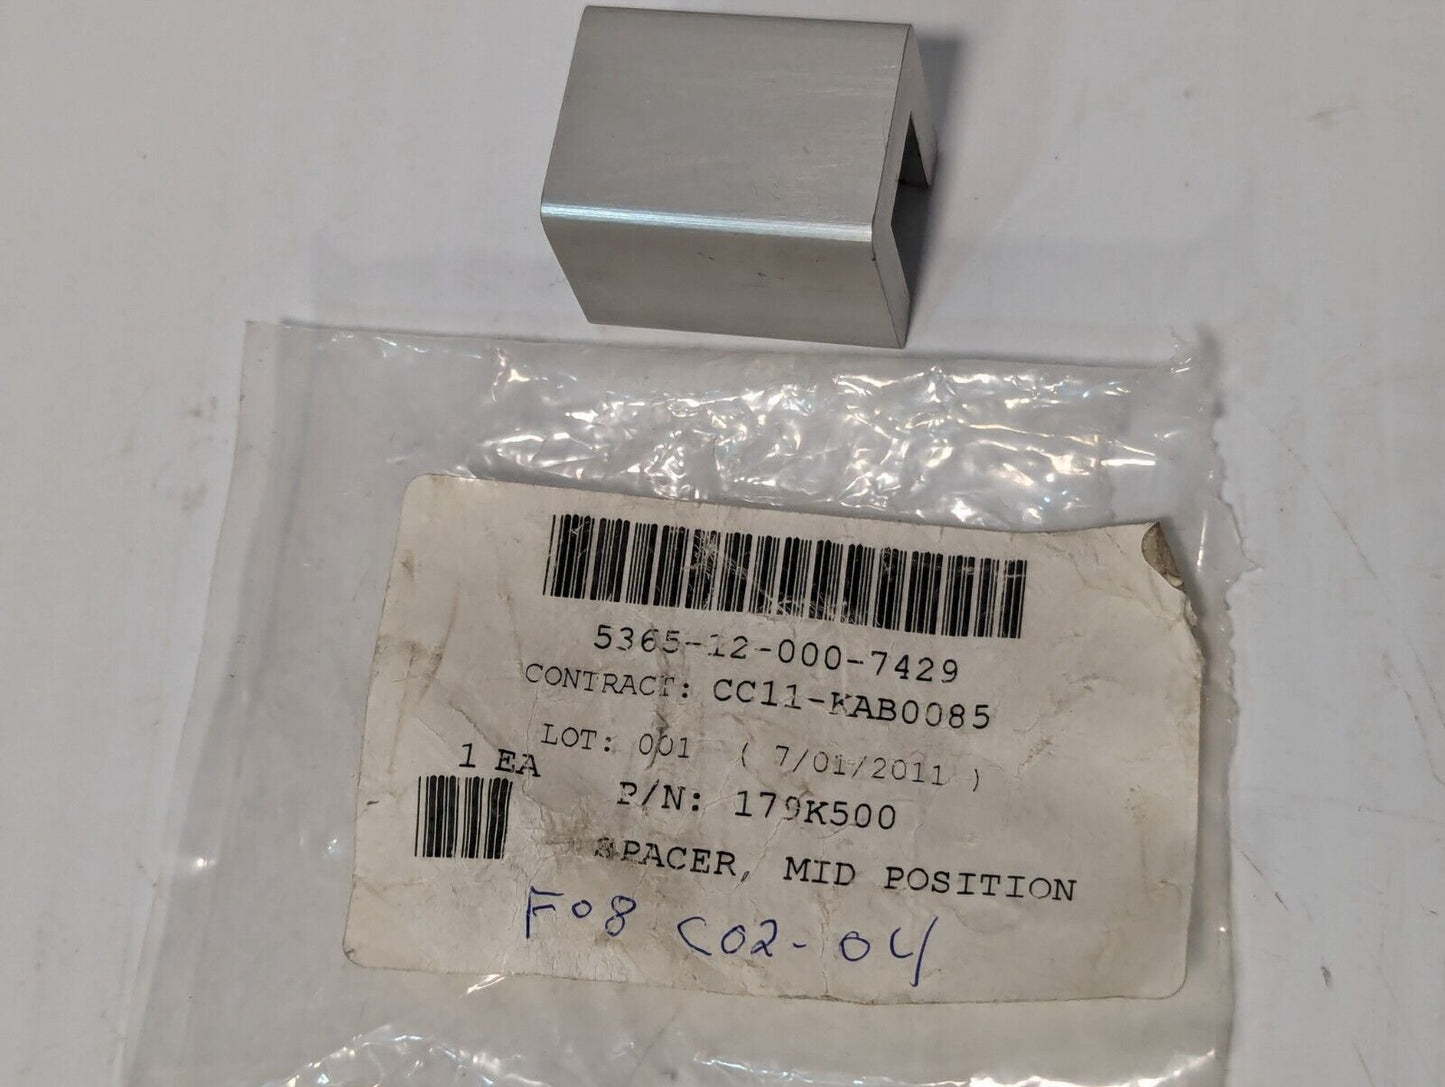 5365-12-000-7429
CONTRACT: CC11-KAB0085
LOT: 001 ( 7/01/2011 )
1 EA
P/N: 179K500
SPACER, MID POSITION
F08 C02-04